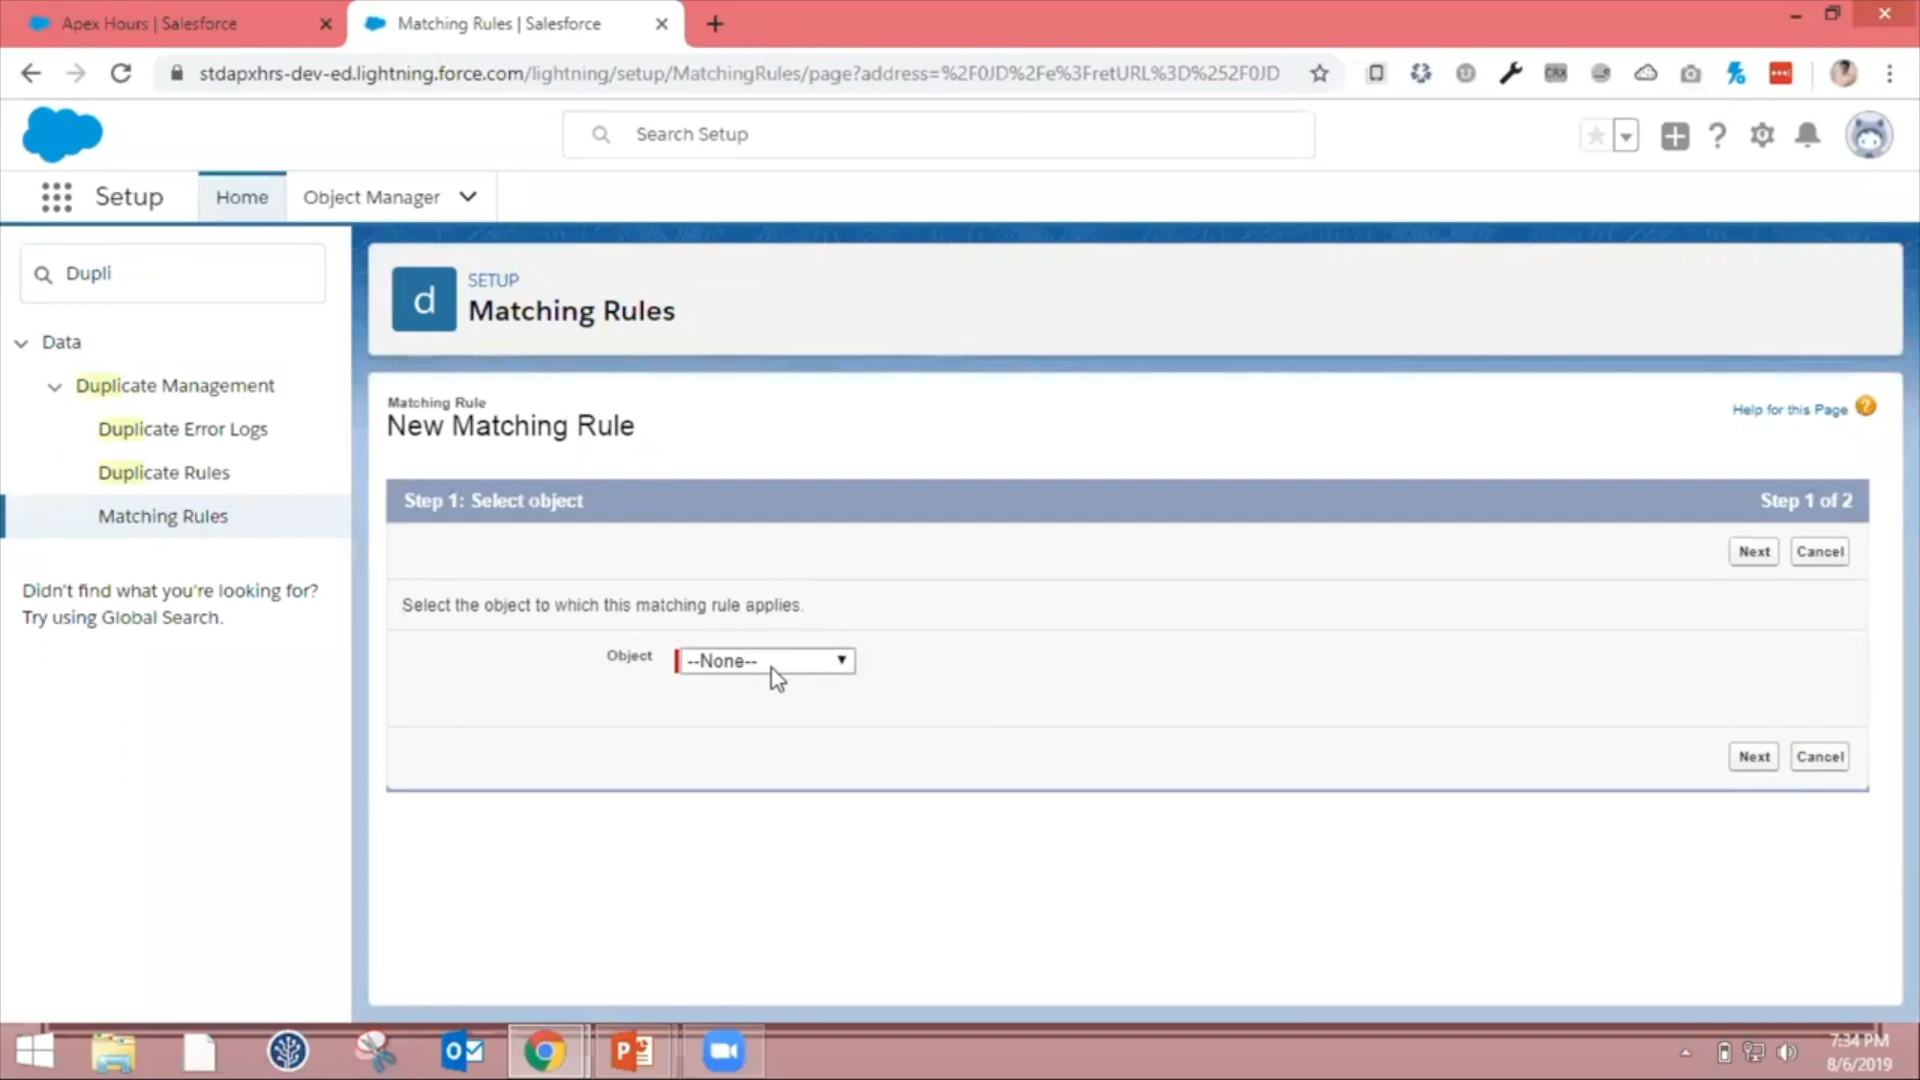 Apex Hours | Salesforce
Matching Rules | Salesforce
stdapxhrs-dev-ed.lightning.force.com/lightning/setup/MatchingRules/page?address=%2F0JD%2Fe%3FretURL%3D%252F0JD
CRX
Search Setup
Setup
Home
Object Manager
Dupli
Data
Duplicate Management
Duplicate Error Logs
Duplicate Rules
Matching Rules
Didn't find what you're looking for?
Try using Global Search.
d
SETUP
Matching Rules
Matching Rule
New Matching Rule
Help for this Page
Step 1: Select object
Step 1 of 2
Next
Cancel
Select the object to which this matching rule applies.
Object
--None--
Next
Cancel
7:34 PM
8/6/2019